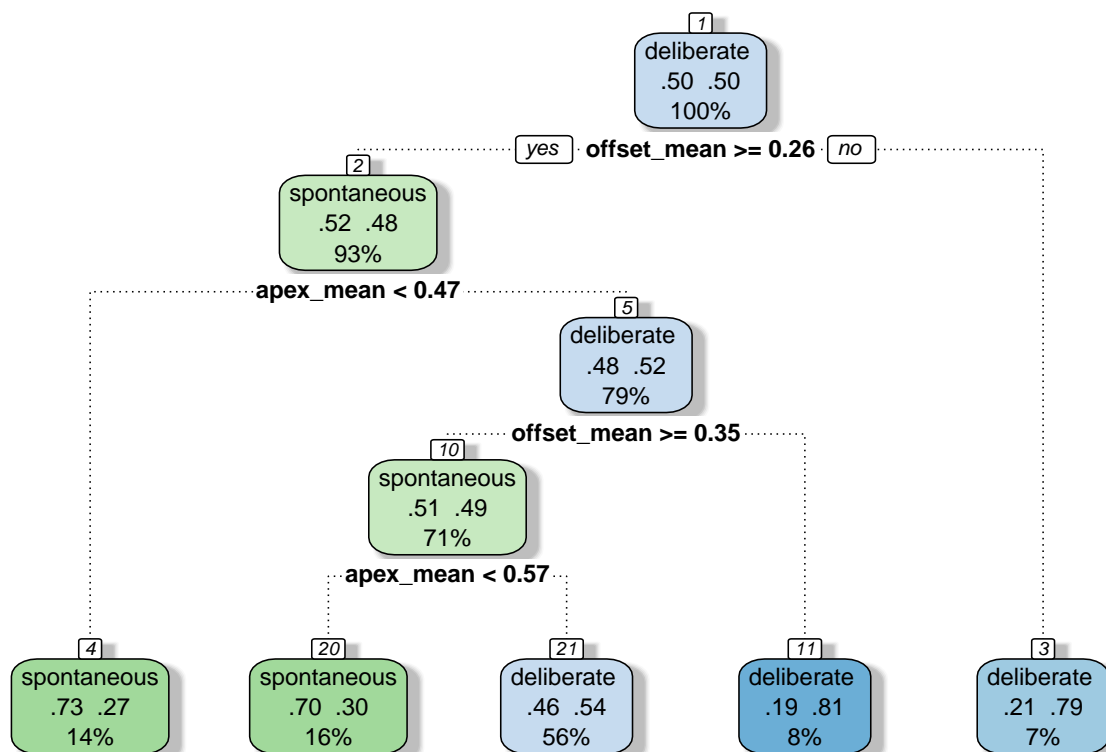 1
deliberate
.50 .50
100%
yes offset_mean >= 0.26 no
2
spontaneous
.52 .48
93%
apex_mean < 0.47
5
deliberate
.48 .52
79%
offset_mean >= 0.35
10
spontaneous
.51 .49
71%
apex_mean < 0.57
4
spontaneous
.73 .27
14%
20
spontaneous
.70 .30
16%
21
deliberate
.46 .54
56%
11
deliberate
.19 .81
8%
3
deliberate
.21 .79
7%